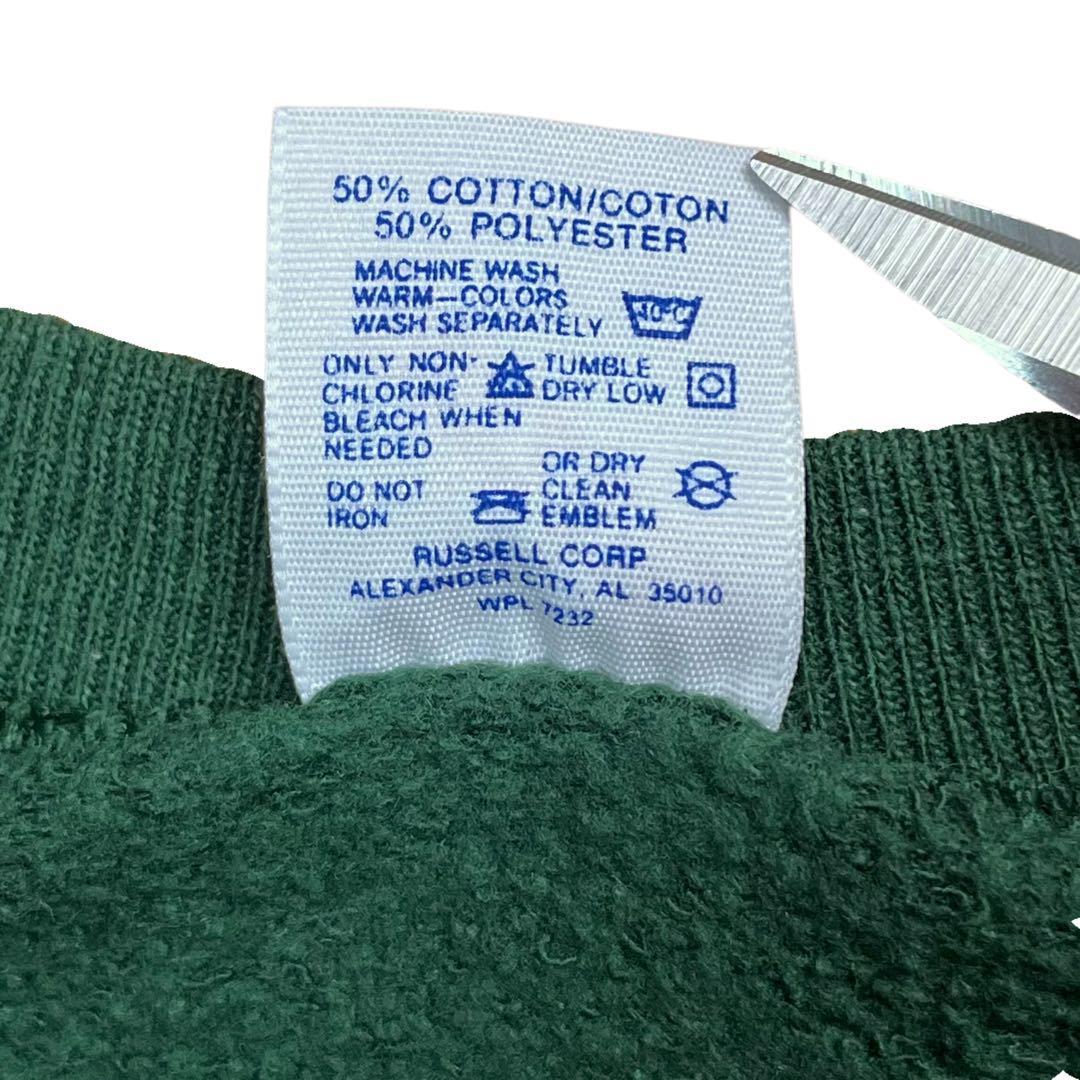 50% COTTON/COTON
50% POLYESTER
MACHINE WASH
WARM-COLORS
WASH SEPARATELY
40°C
ONLY NON-
CHLORINE
BLEACH WHEN
NEEDED
TUMBLE
DRY LOW
DO NOT
IRON
OR DRY
CLEAN
EMBLEM
RUSSELL CORP
ALEXANDER CITY, AL 35010
WPL 7232